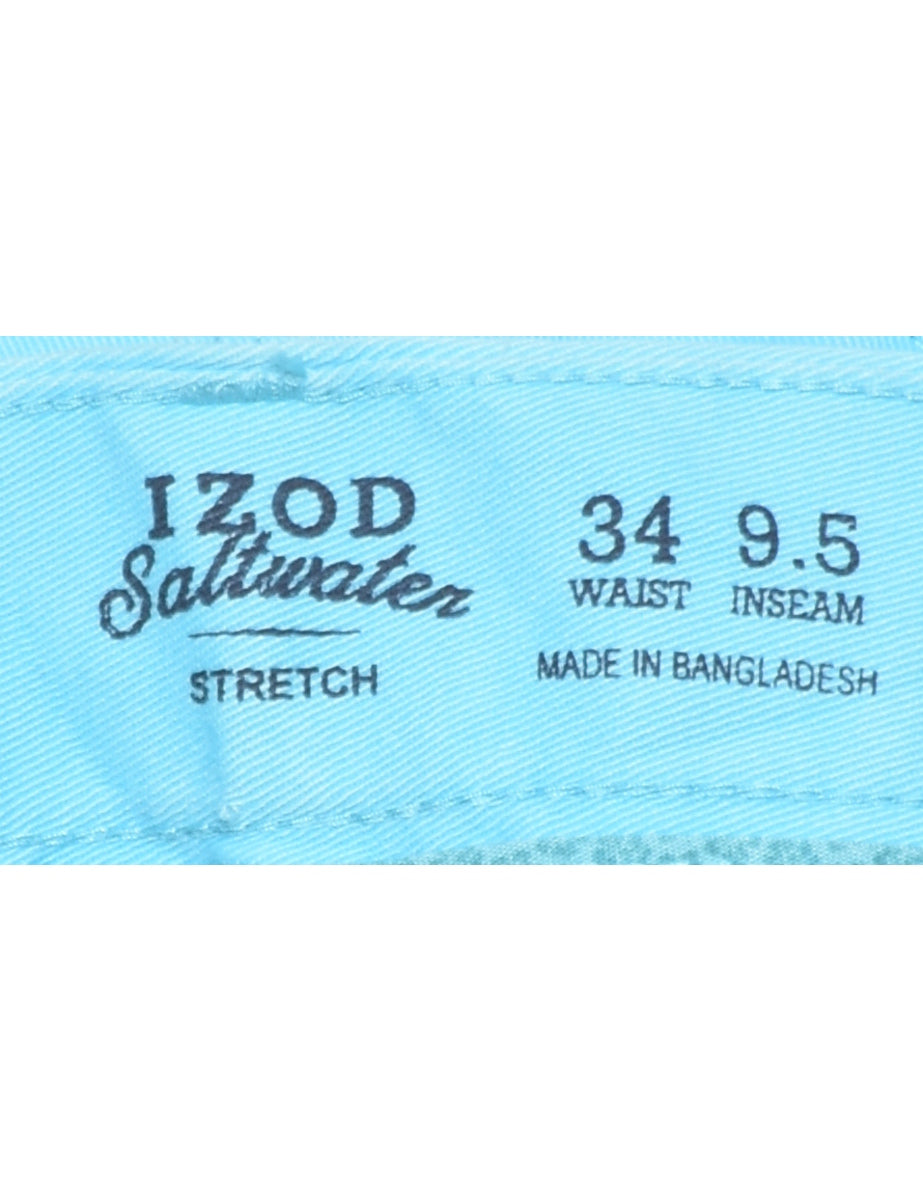 IZOD
Saltwater
STRETCH
34 9.5
WAIST INSEAM
MADE IN BANGLADESH